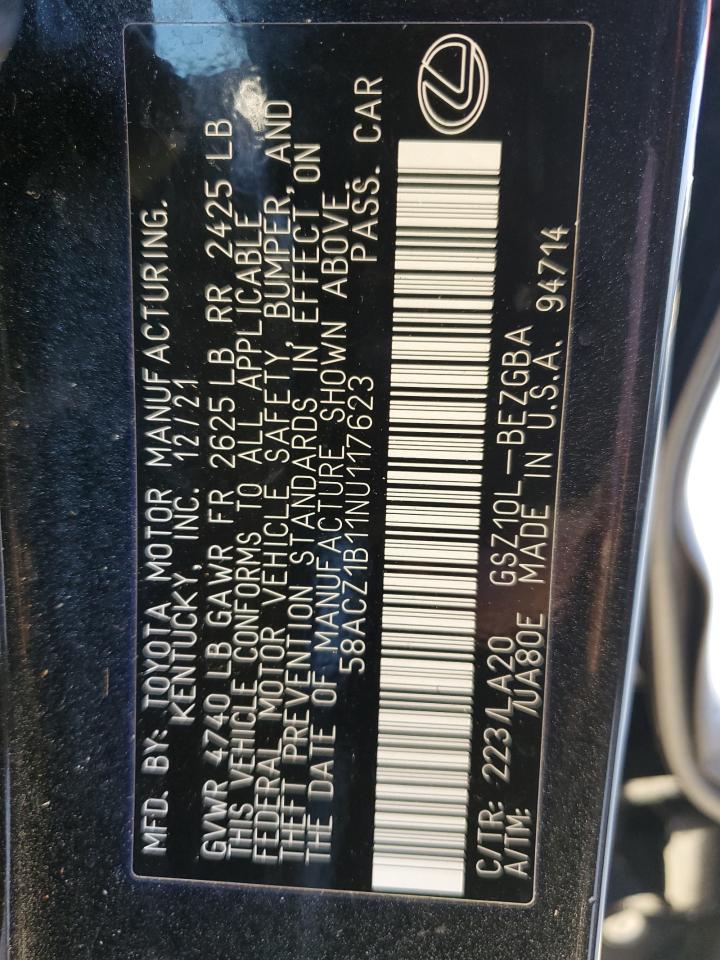 MFD. BY: TOYOTA MOTOR MANUFACTURING.
KENTUCKY, INC. 12/21
GVWR 4740 LB GAWR FR 2625 LB RR 2425 LB
THIS VEHICLE CONFORMS TO ALL APPLICABLE
FEDERAL MOTOR VEHICLE SAFETY, BUMPER, AND
THEFT PREVENTION STANDARDS IN EFFECT ON
THE DATE OF MANUFACTURE SHOWN ABOVE.
58ACZ1B11NU117623 PASS. CAR
C/TR: 223 /LA20 GSZ10L-BEZGBA
A/TM: /UA80E MADE IN U.S.A. 94714